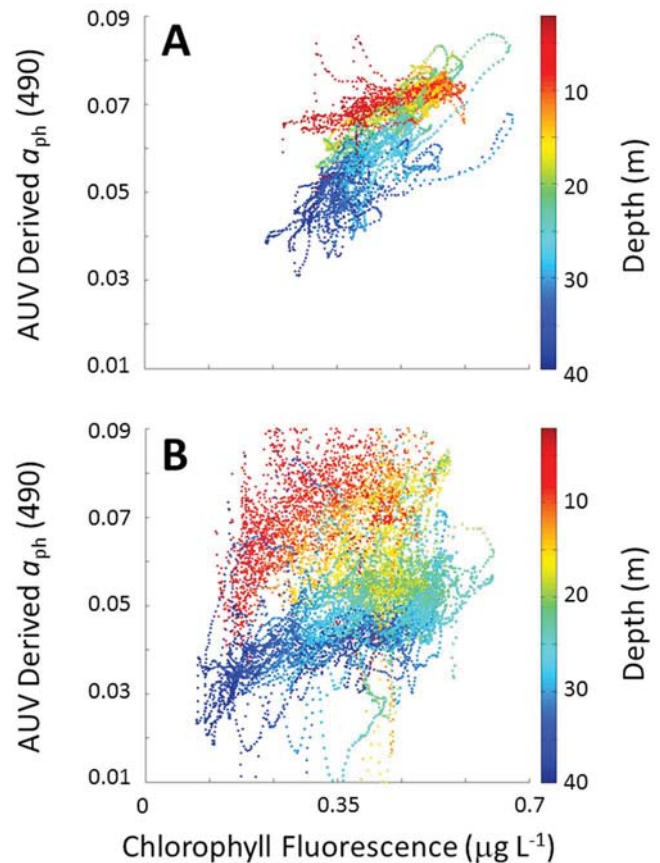 A
0.09
0.07
0.05
0.03
0.01
AUV Derived aph (490)
10
20
30
40
Depth (m)
B
0.09
0.07
0.05
0.03
0.01
AUV Derived aph (490)
10
20
30
40
Depth (m)
0 0.35 0.7
Chlorophyll Fluorescence (μg L-1)